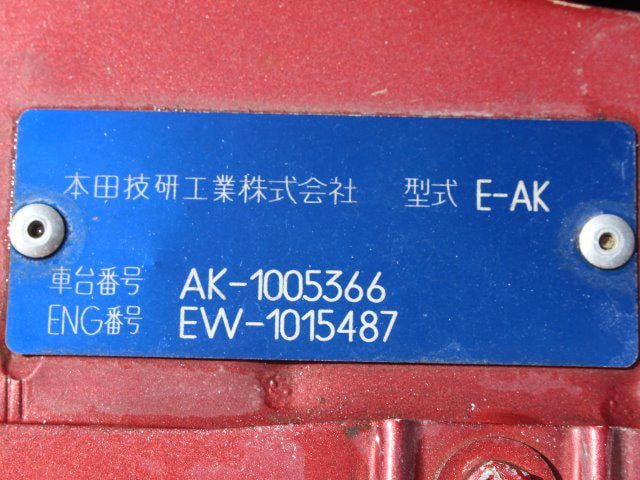 本田技研工業株式会社 型式 E-AK
車台番号 AK-1005366
ENG番号 EW-1015487